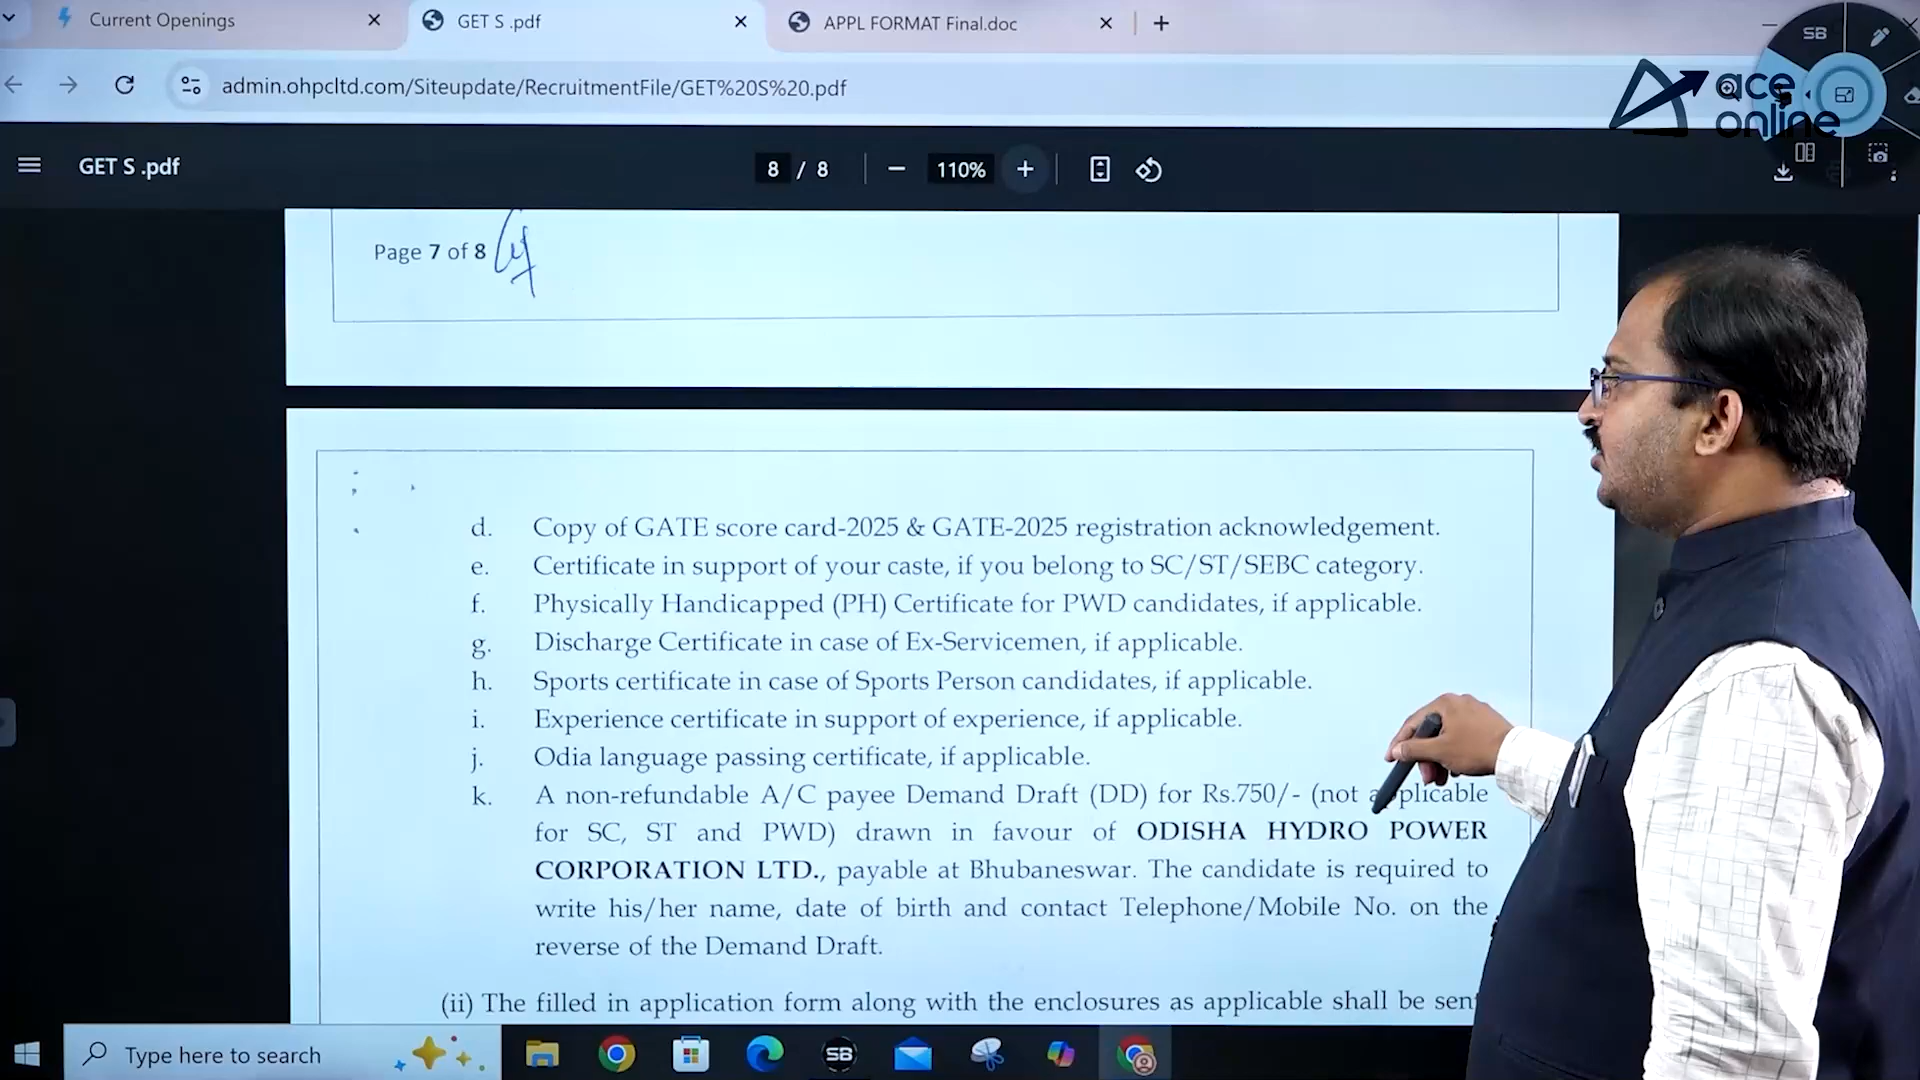 Current Openings
GET S .pdf
APPL FORMAT Final.doc
SB
admin.ohpcltd.com/Siteupdate/RecruitmentFile/GET%20S%20.pdf
ace
online
GET S .pdf
8 / 8
110%
Page 7 of 8
d. Copy of GATE score card-2025 & GATE-2025 registration acknowledgement.
e. Certificate in support of your caste, if you belong to SC/ST/SEBC category.
f. Physically Handicapped (PH) Certificate for PWD candidates, if applicable.
g. Discharge Certificate in case of Ex-Servicemen, if applicable.
h. Sports certificate in case of Sports Person candidates, if applicable.
i. Experience certificate in support of experience, if applicable.
j. Odia language passing certificate, if applicable.
k. A non-refundable A/C payee Demand Draft (DD) for Rs.750/- (not applicable
for SC, ST and PWD) drawn in favour of ODISHA HYDRO POWER
CORPORATION LTD., payable at Bhubaneswar. The candidate is required to
write his/her name, date of birth and contact Telephone/Mobile No. on the
reverse of the Demand Draft.
(ii) The filled in application form along with the enclosures as applicable shall be sent
Type here to search
SB